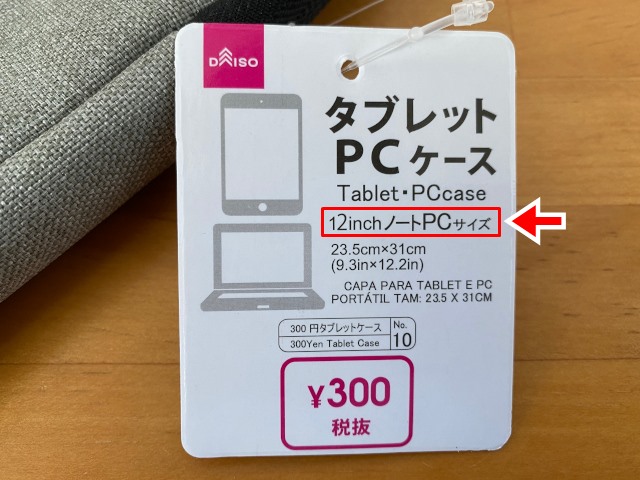 DAISO
タブレット
PCケース
Tablet・PCcase
12inchノートPCサイズ
23.5cm×31cm
(9.3in×12.2in)
CAPA PARA TABLET E PC
PORTÁTIL TAM: 23.5 X 31CM
300円タブレットケース
300Yen Tablet Case
No.
10
¥300
税抜